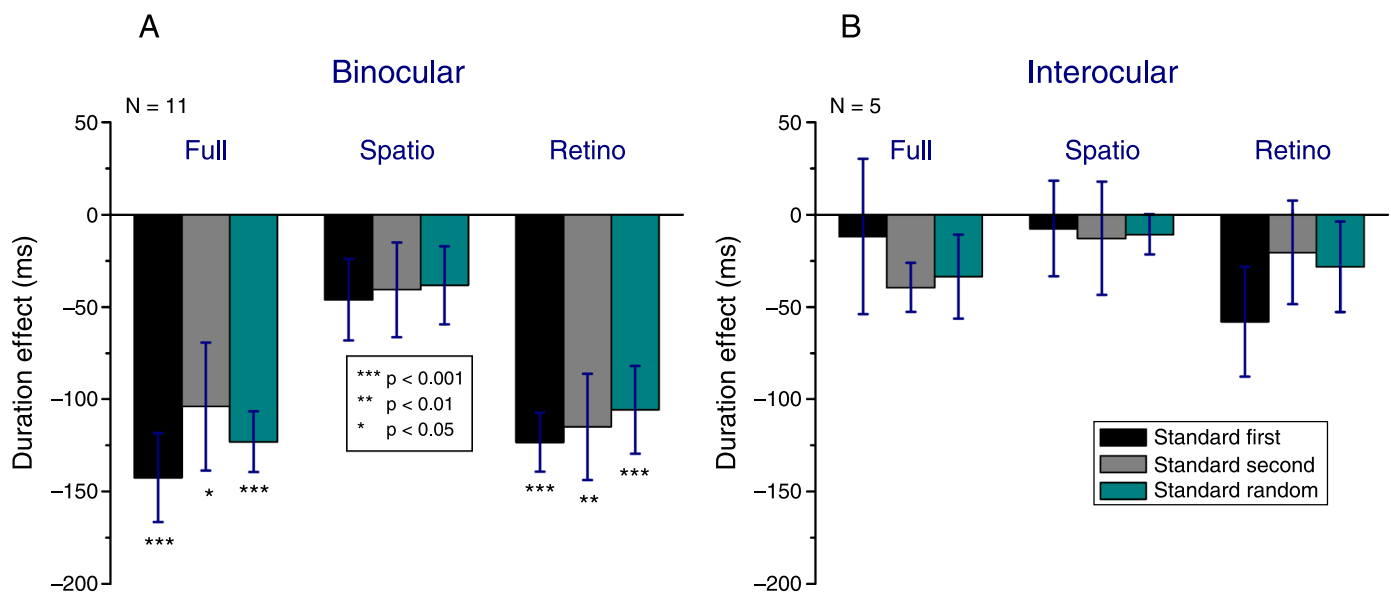 A
Binocular
N = 11
Full Spatio Retino
50
0
−50
−100
−150
−200
Duration effect (ms)
*** p < 0.001
** p < 0.01
* p < 0.05
***
*
***
***
**
***
B
Interocular
N = 5
Full Spatio Retino
50
0
−50
−100
−150
−200
Duration effect (ms)
Standard first
Standard second
Standard random